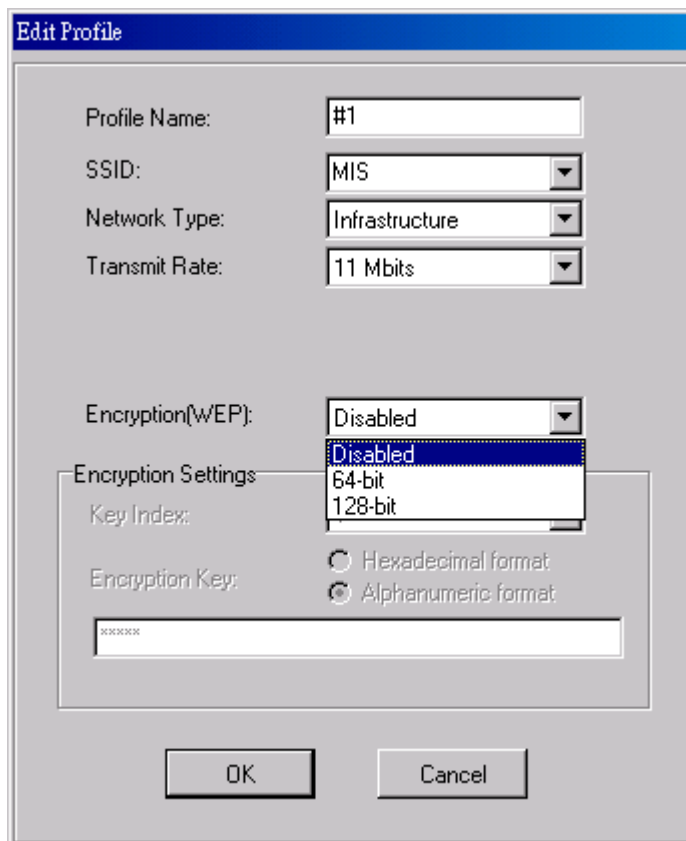 Edit Profile
Profile Name: #1
SSID: MIS
Network Type: Infrastructure
Transmit Rate: 11 Mbits
Encryption(WEP): Disabled
Disabled
64-bit
128-bit
Encryption Settings
Key Index:
Encryption Key:
Hexadecimal format
Alphanumeric format
*****
OK Cancel